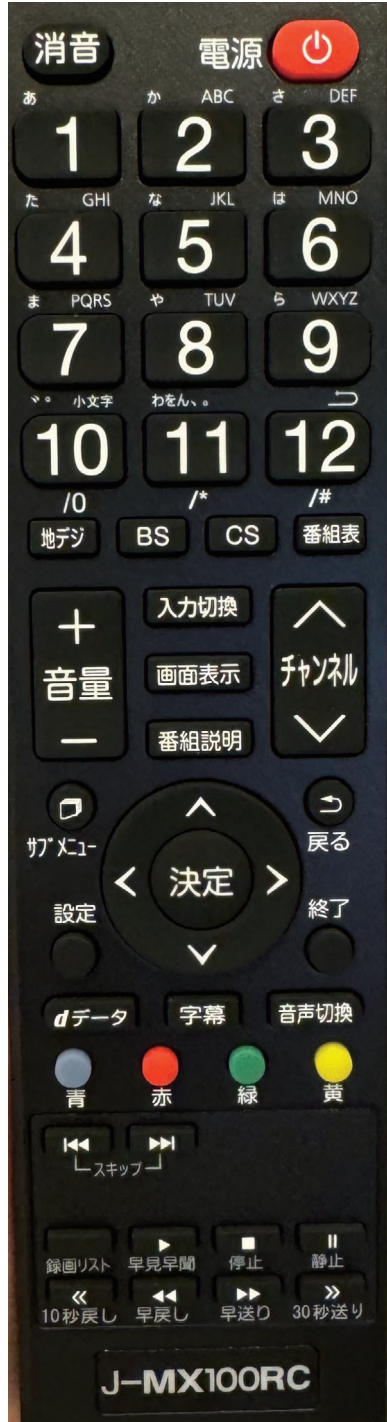 消音 電源
あ か ABC さ DEF
1 2 3
た GHI な JKL は MNO
4 5 6
ま PQRS や TUV ら WXYZ
7 8 9
゛゜ 小文字 わをん、。
10 11 12
/0 /* /#
地デジ BS CS 番組表
＋ 入力切換
音量 画面表示 チャンネル
－ 番組説明
サブメニュー 戻る
決定
設定 終了
dデータ 字幕 音声切換
青 赤 緑 黄
スキップ
録画リスト 早見早聞 停止 静止
10秒戻し 早戻し 早送り 30秒送り
J-MX100RC